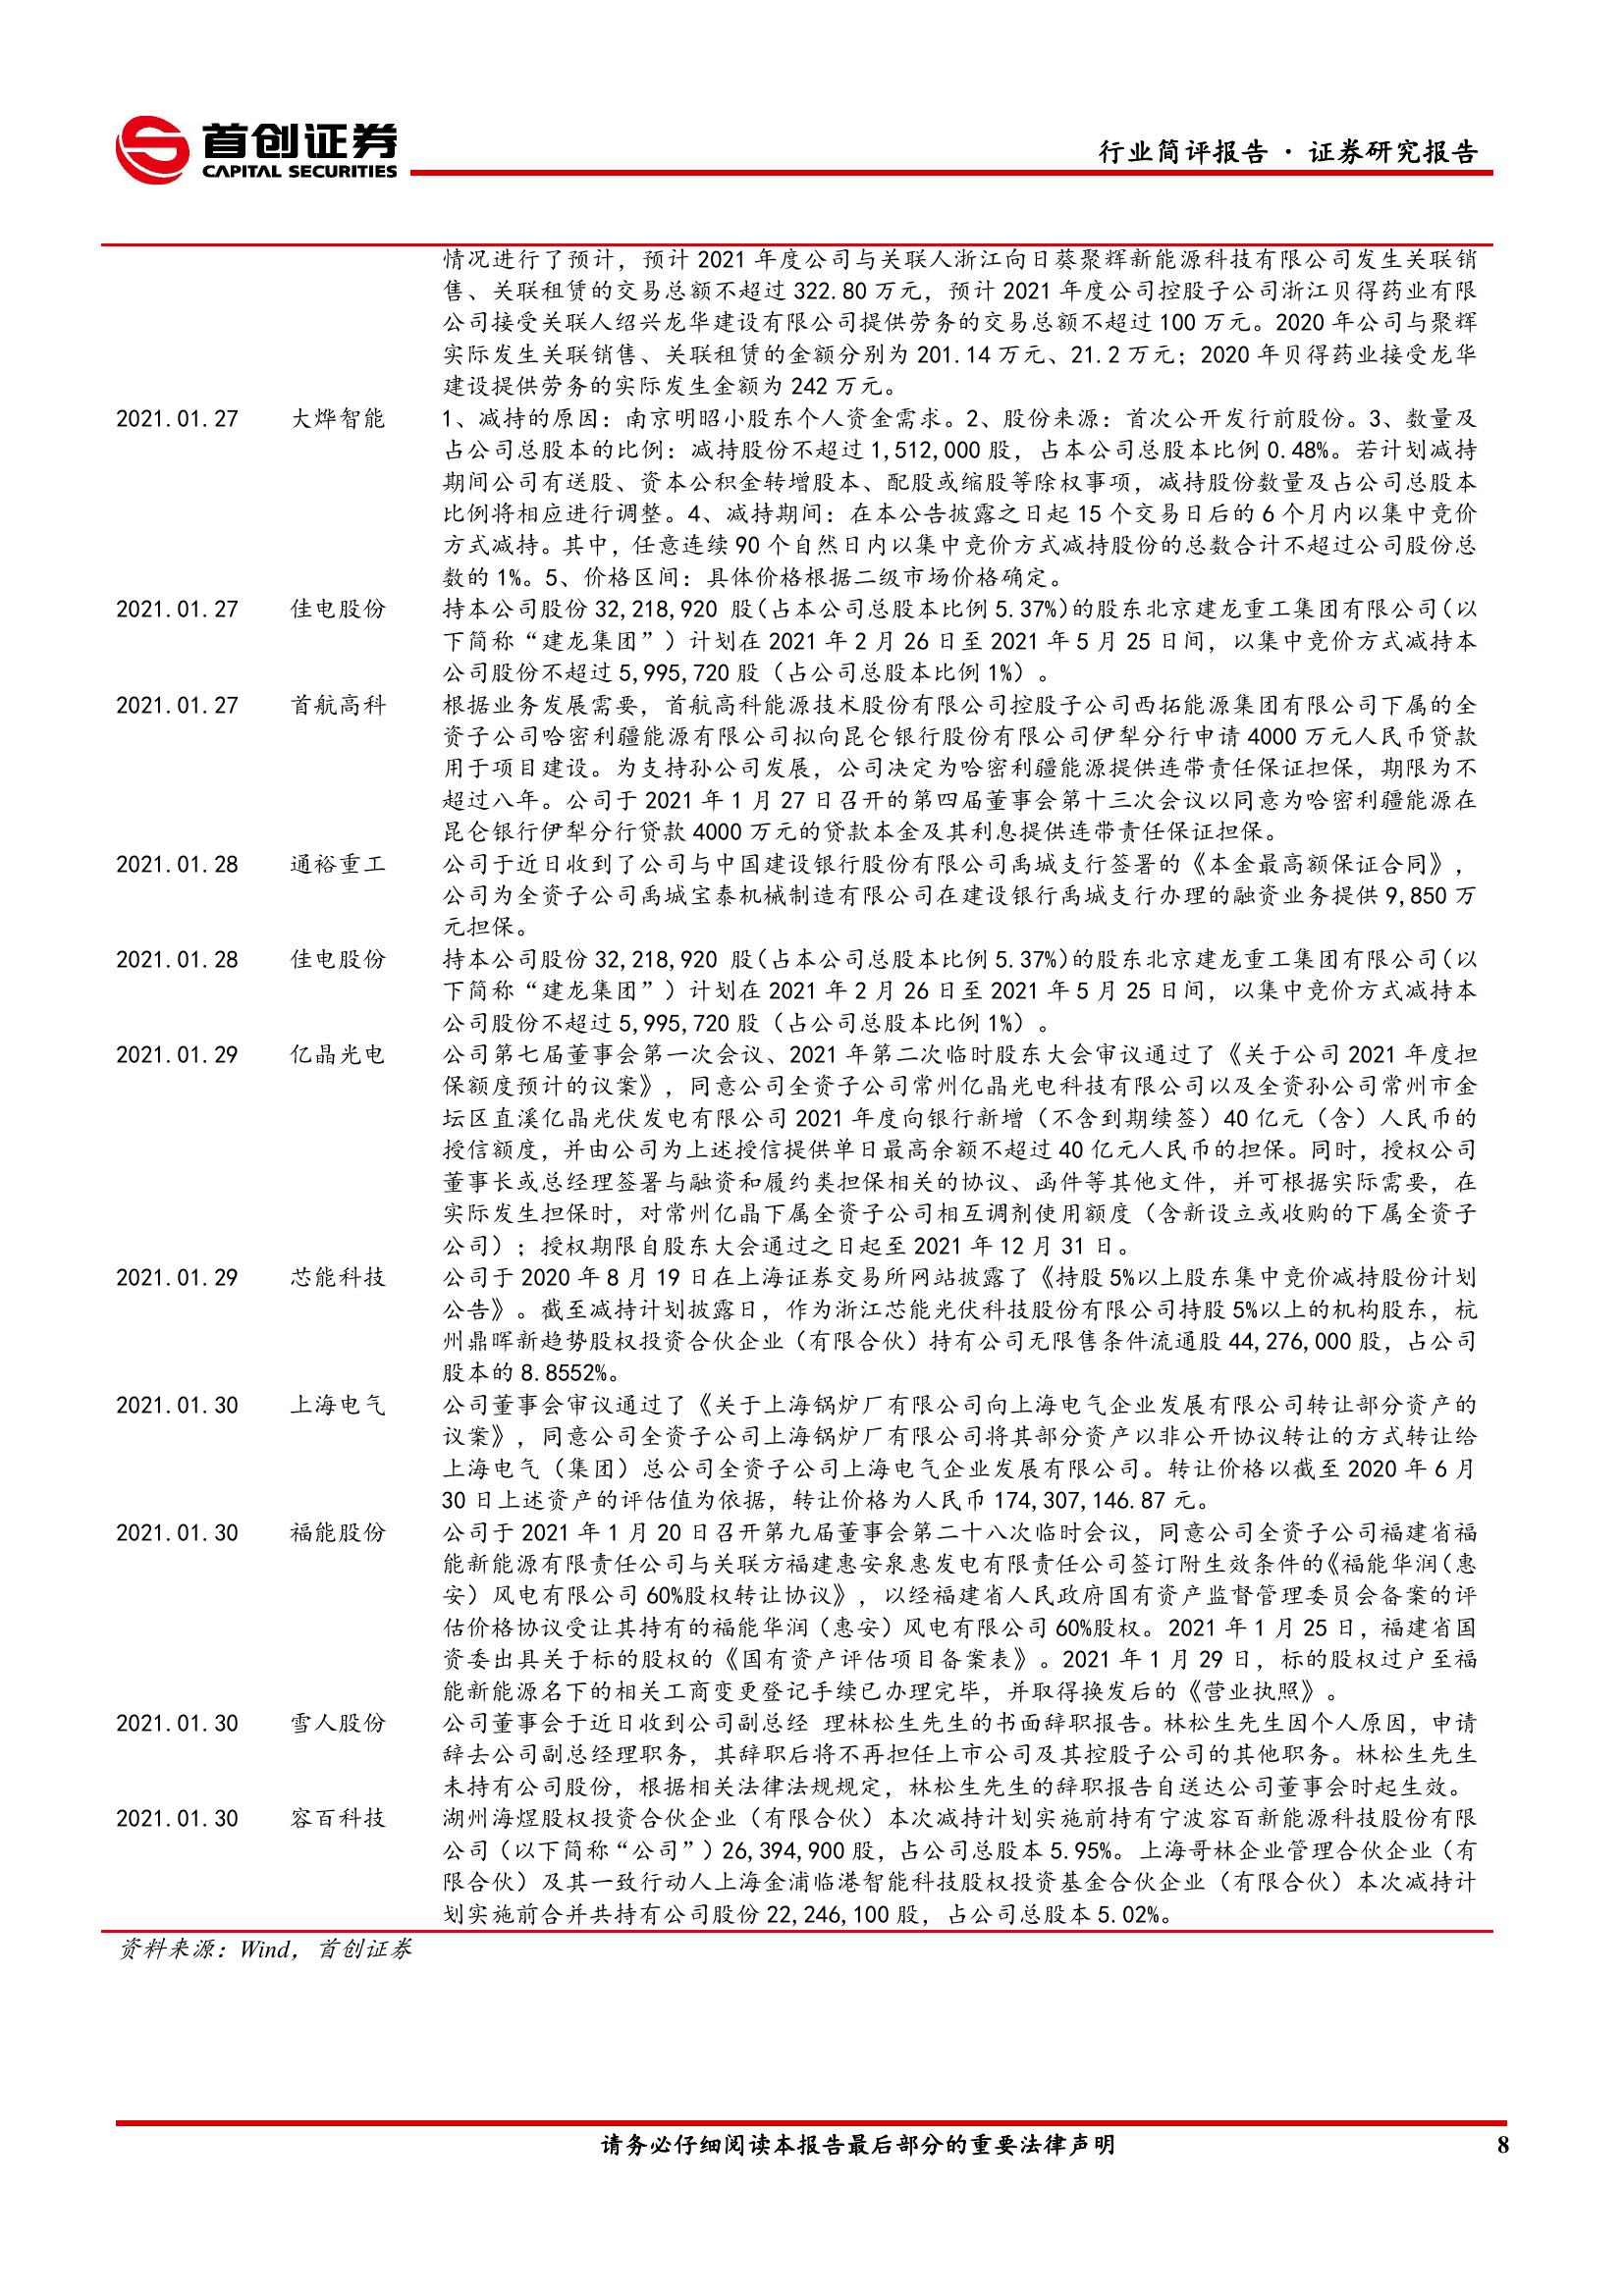 首创证券
CAPITAL SECURITIES
行业简评报告·证券研究报告
情况进行了预计，预计 2021 年度公司与关联人浙江向日葵聚辉新能源科技有限公司发生关联销
售、关联租赁的交易总额不超过 322.80 万元，预计 2021 年度公司控股子公司浙江贝得药业有限
公司接受关联人绍兴龙华建设有限公司提供劳务的交易总额不超过 100 万元。2020 年公司与聚辉
实际发生关联销售、关联租赁的金额分别为 201.14 万元、21.2 万元；2020 年贝得药业接受龙华
建设提供劳务的实际发生金额为 242 万元。
2021.01.27 大烨智能 1、减持的原因：南京明昭小股东个人资金需求。2、股份来源：首次公开发行前股份。3、数量及
占公司总股本的比例：减持股份不超过 1,512,000 股，占本公司总股本比例 0.48%。若计划减持
期间公司有送股、资本公积金转增股本、配股或缩股等除权事项，减持股份数量及占公司总股本
比例将相应进行调整。4、减持期间：在本公告披露之日起 15 个交易日后的 6 个月内以集中竞价
方式减持。其中，任意连续 90 个自然日内以集中竞价方式减持股份的总数合计不超过公司股份总
数的 1%。5、价格区间：具体价格根据二级市场价格确定。
2021.01.27 佳电股份 持本公司股份 32,218,920 股（占本公司总股本比例 5.37%）的股东北京建龙重工集团有限公司（以
下简称“建龙集团”）计划在 2021 年 2 月 26 日至 2021 年 5 月 25 日间，以集中竞价方式减持本
公司股份不超过 5,995,720 股（占公司总股本比例 1%）。
2021.01.27 首航高科 根据业务发展需要，首航高科能源技术股份有限公司控股子公司西拓能源集团有限公司下属的全
资子公司哈密利疆能源有限公司拟向昆仑银行股份有限公司伊犁分行申请 4000 万元人民币贷款
用于项目建设。为支持孙公司发展，公司决定为哈密利疆能源提供连带责任保证担保，期限为不
超过八年。公司于 2021 年 1 月 27 日召开的第四届董事会第十三次会议以同意为哈密利疆能源在
昆仑银行伊犁分行贷款 4000 万元的贷款本金及其利息提供连带责任保证担保。
2021.01.28 通裕重工 公司于近日收到了公司与中国建设银行股份有限公司禹城支行签署的《本金最高额保证合同》，
公司为全资子公司禹城宝泰机械制造有限公司在建设银行禹城支行办理的融资业务提供 9,850 万
元担保。
2021.01.28 佳电股份 持本公司股份 32,218,920 股（占本公司总股本比例 5.37%）的股东北京建龙重工集团有限公司（以
下简称“建龙集团”）计划在 2021 年 2 月 26 日至 2021 年 5 月 25 日间，以集中竞价方式减持本
公司股份不超过 5,995,720 股（占公司总股本比例 1%）。
2021.01.29 亿晶光电 公司第七届董事会第一次会议、2021 年第二次临时股东大会审议通过了《关于公司 2021 年度担
保额度预计的议案》，同意公司全资子公司常州亿晶光电科技有限公司以及全资孙公司常州市金
坛区直溪亿晶光伏发电有限公司 2021 年度向银行新增（不含到期续签）40 亿元（含）人民币的
授信额度，并由公司为上述授信提供单日最高余额不超过 40 亿元人民币的担保。同时，授权公司
董事长或总经理签署与融资和履约类担保相关的协议、函件等其他文件，并可根据实际需要，在
实际发生担保时，对常州亿晶下属全资子公司相互调剂使用额度（含新设立或收购的下属全资子
公司）；授权期限自股东大会通过之日起至 2021 年 12 月 31 日。
2021.01.29 芯能科技 公司于 2020 年 8 月 19 日在上海证券交易所网站披露了《持股 5%以上股东集中竞价减持股份计划
公告》。截至减持计划披露日，作为浙江芯能光伏科技股份有限公司持股 5%以上的机构股东，杭
州鼎晖新趋势股权投资合伙企业（有限合伙）持有公司无限售条件流通股 44,276,000 股，占公司
股本的 8.8552%。
2021.01.30 上海电气 公司董事会审议通过了《关于上海锅炉厂有限公司向上海电气企业发展有限公司转让部分资产的
议案》，同意公司全资子公司上海锅炉厂有限公司将其部分资产以非公开协议转让的方式转让给
上海电气（集团）总公司全资子公司上海电气企业发展有限公司。转让价格以截至 2020 年 6 月
30 日上述资产的评估值为依据，转让价格为人民币 174,307,146.87 元。
2021.01.30 福能股份 公司于 2021 年 1 月 20 日召开第九届董事会第二十八次临时会议，同意公司全资子公司福建省福
能新能源有限责任公司与关联方福建惠安泉惠发电有限责任公司签订附生效条件的《福能华润（惠
安）风电有限公司 60%股权转让协议》，以经福建省人民政府国有资产监督管理委员会备案的评
估价格协议受让其持有的福能华润（惠安）风电有限公司 60%股权。2021 年 1 月 25 日，福建省国
资委出具关于标的股权的《国有资产评估项目备案表》。2021 年 1 月 29 日，标的股权过户至福
能新能源名下的相关工商变更登记手续已办理完毕，并取得换发后的《营业执照》。
2021.01.30 雪人股份 公司董事会于近日收到公司副总经 理林松生先生的书面辞职报告。林松生先生因个人原因，申请
辞去公司副总经理职务，其辞职后将不再担任上市公司及其控股子公司的其他职务。林松生先生
未持有公司股份，根据相关法律法规规定，林松生先生的辞职报告自送达公司董事会时起生效。
2021.01.30 容百科技 湖州海煜股权投资合伙企业（有限合伙）本次减持计划实施前持有宁波容百新能源科技股份有限
公司（以下简称“公司”）26,394,900 股，占公司总股本 5.95%。上海哥林企业管理合伙企业（有
限合伙）及其一致行动人上海金浦临港智能科技股权投资基金合伙企业（有限合伙）本次减持计
划实施前合并共持有公司股份 22,246,100 股，占公司总股本 5.02%。
资料来源：Wind，首创证券
请务必仔细阅读本报告最后部分的重要法律声明 8